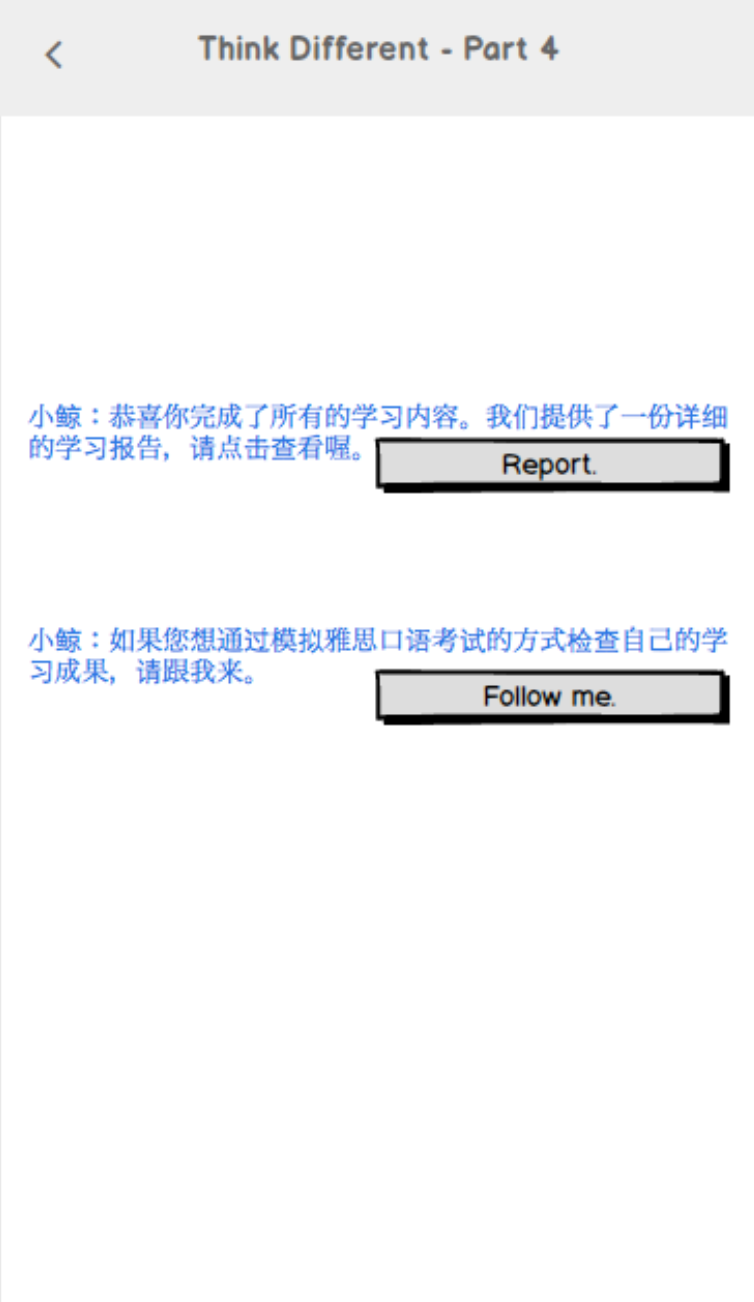 Think Different - Part 4
小鲸：恭喜你完成了所有的学习内容。我们提供了一份详细
的学习报告，请点击查看喔。
Report.
小鲸：如果您想通过模拟雅思口语考试的方式检查自己的学
习成果，请跟我来。
Follow me.